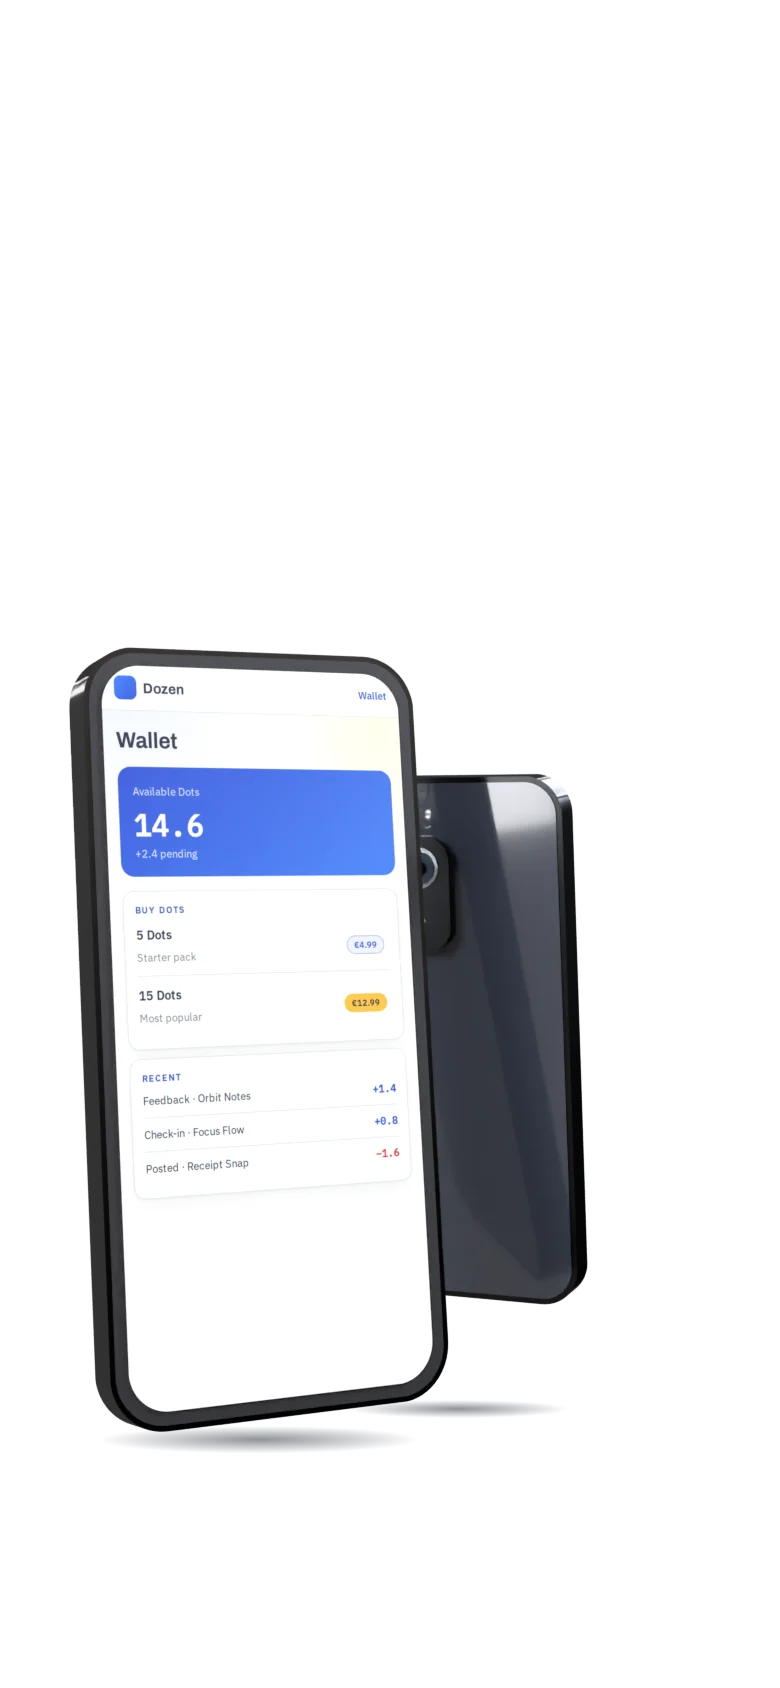 Dozen
Wallet
Wallet
Available Dots
14.6
+2.4 pending
BUY DOTS
5 Dots
Starter pack
€4.99
15 Dots
Most popular
€12.99
RECENT
Feedback · Orbit Notes
+1.4
Check-in · Focus Flow
+0.8
Posted · Receipt Snap
−1.6